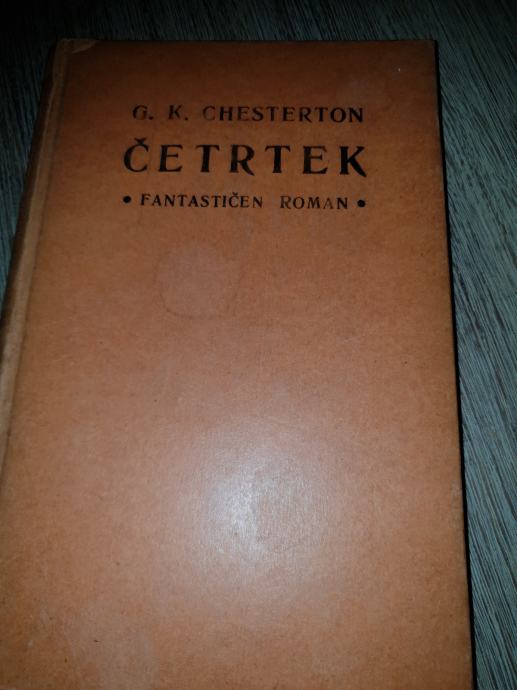 G. K. CHESTERTON
ČETRTEK
• FANTASTIČEN ROMAN •